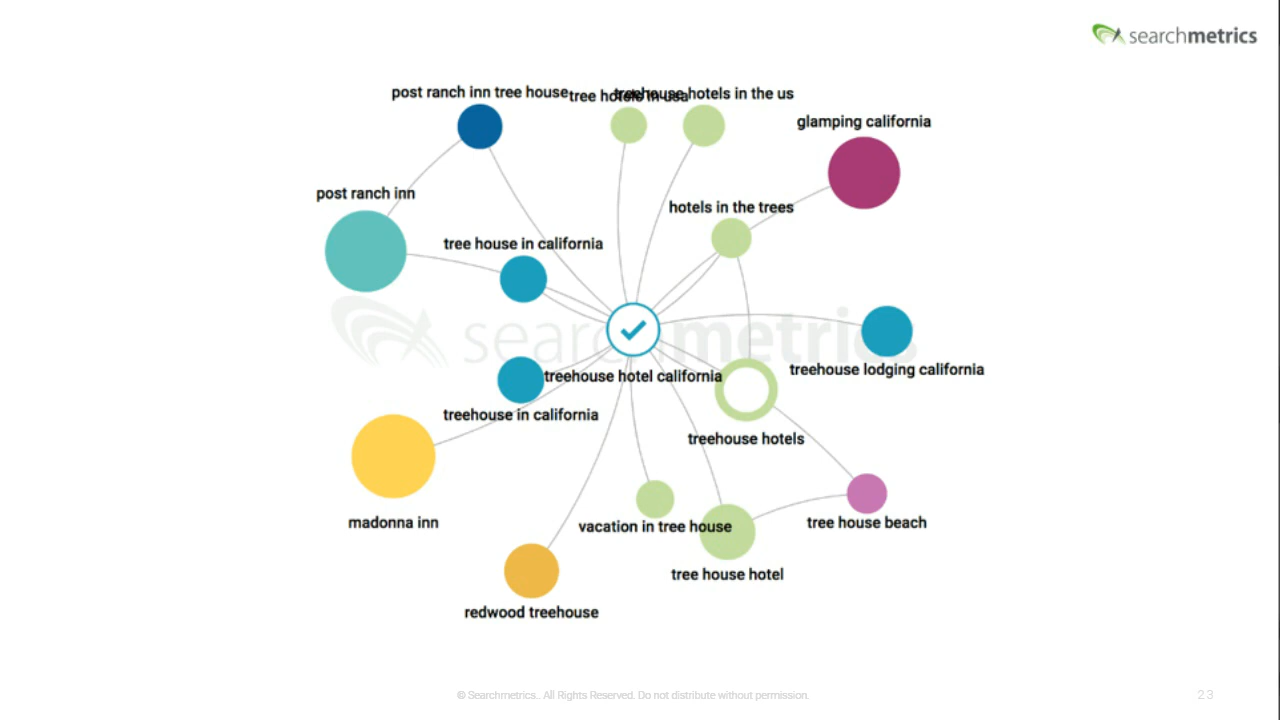 searchmetrics
post ranch inn tree house
tree hotels in usa
treehouse hotels in the us
glamping california
post ranch inn
hotels in the trees
tree house in california
searchmetrics
treehouse lodging california
treehouse hotel california
treehouse in california
treehouse hotels
madonna inn
vacation in tree house
tree house beach
tree house hotel
redwood treehouse
© Searchmetrics.. All Rights Reserved. Do not distribute without permission.
23